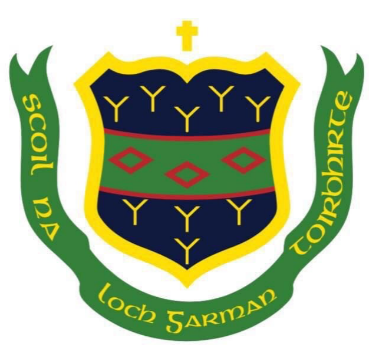 Scoil na
Toirbhirte
Loch Garman